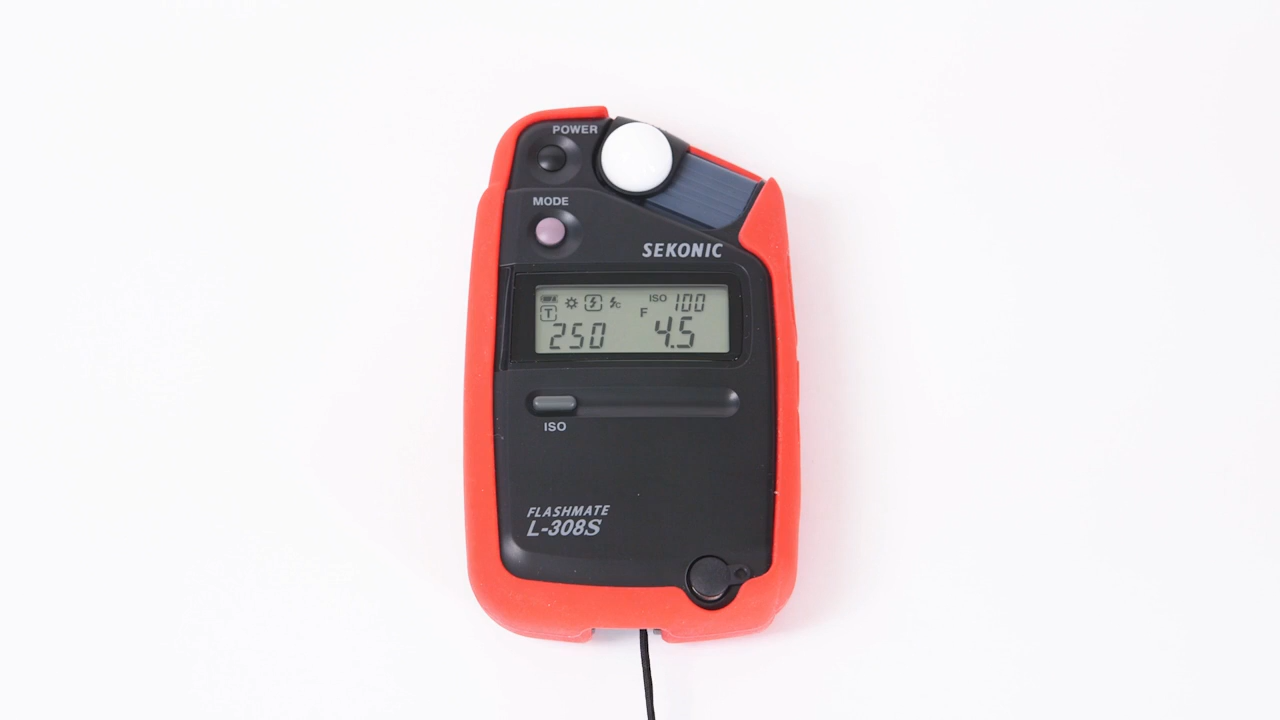 POWER
MODE
SEKONIC
ISO 100
T
F
250 4.5
ISO
FLASHMATE
L-308S